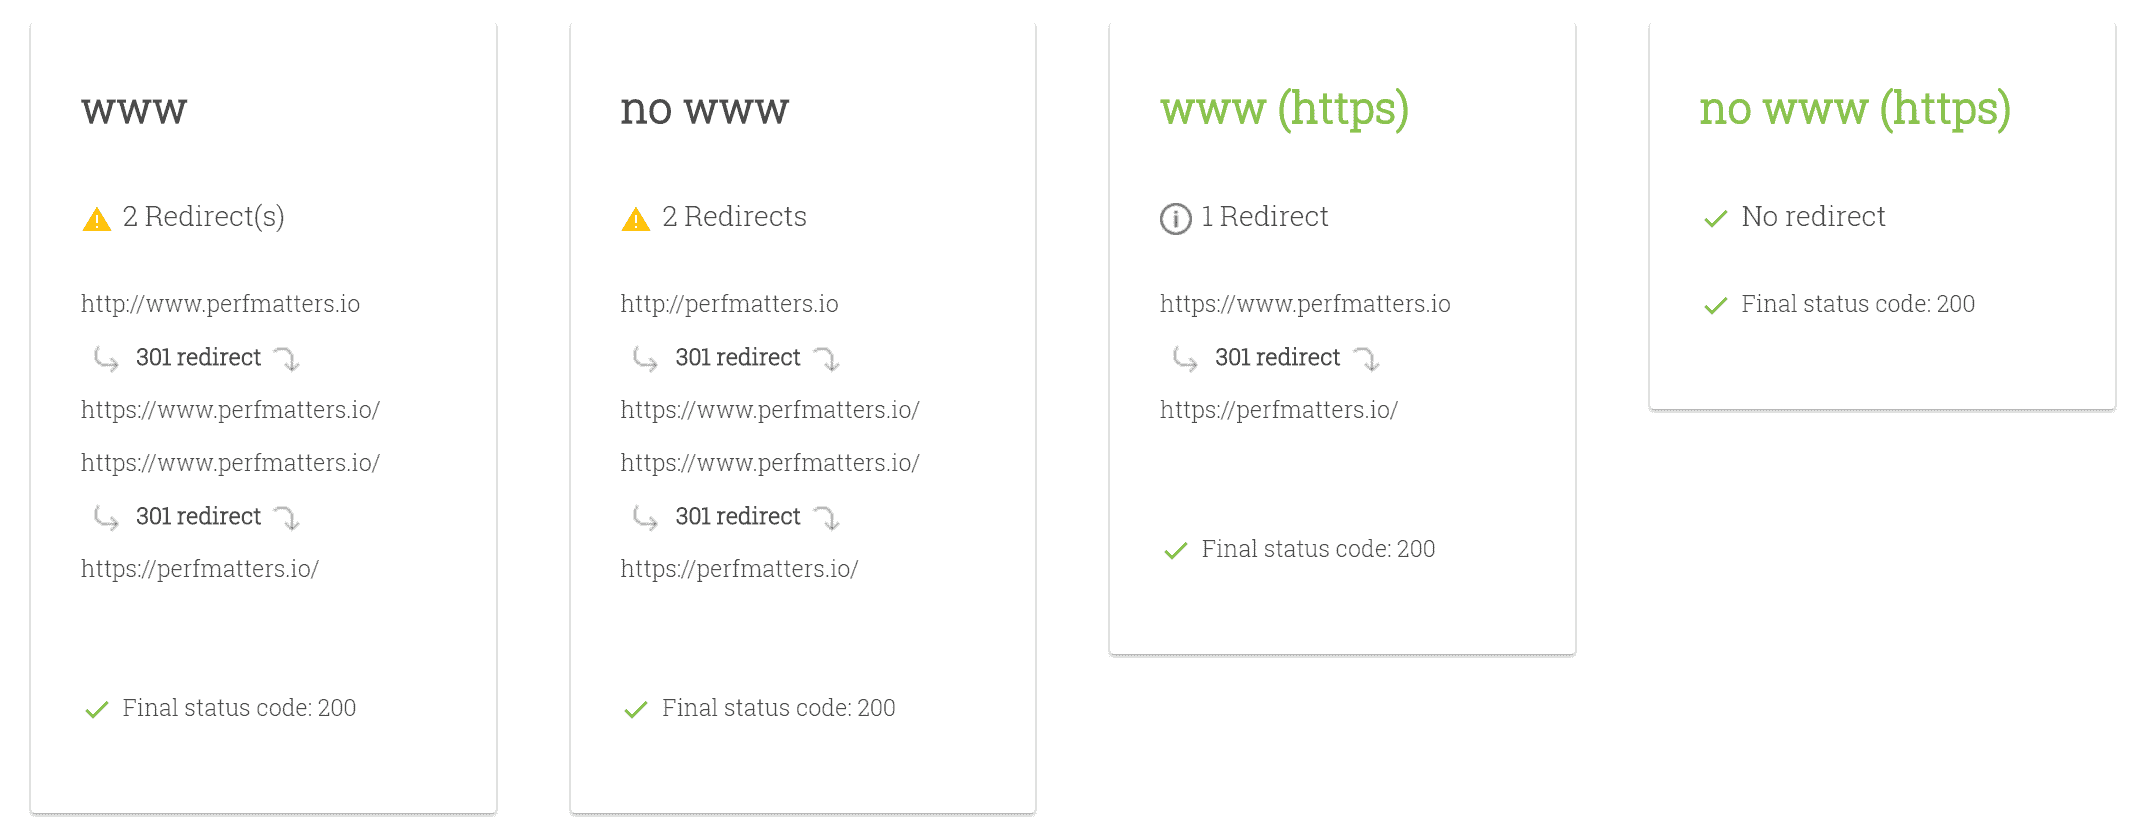 www
2 Redirect(s)
http://www.perfmatters.io
301 redirect
https://www.perfmatters.io/
https://www.perfmatters.io/
301 redirect
https://perfmatters.io/
Final status code: 200
no www
2 Redirects
http://perfmatters.io
301 redirect
https://www.perfmatters.io/
https://www.perfmatters.io/
301 redirect
https://perfmatters.io/
Final status code: 200
www (https)
1 Redirect
https://www.perfmatters.io
301 redirect
https://perfmatters.io/
Final status code: 200
no www (https)
No redirect
Final status code: 200